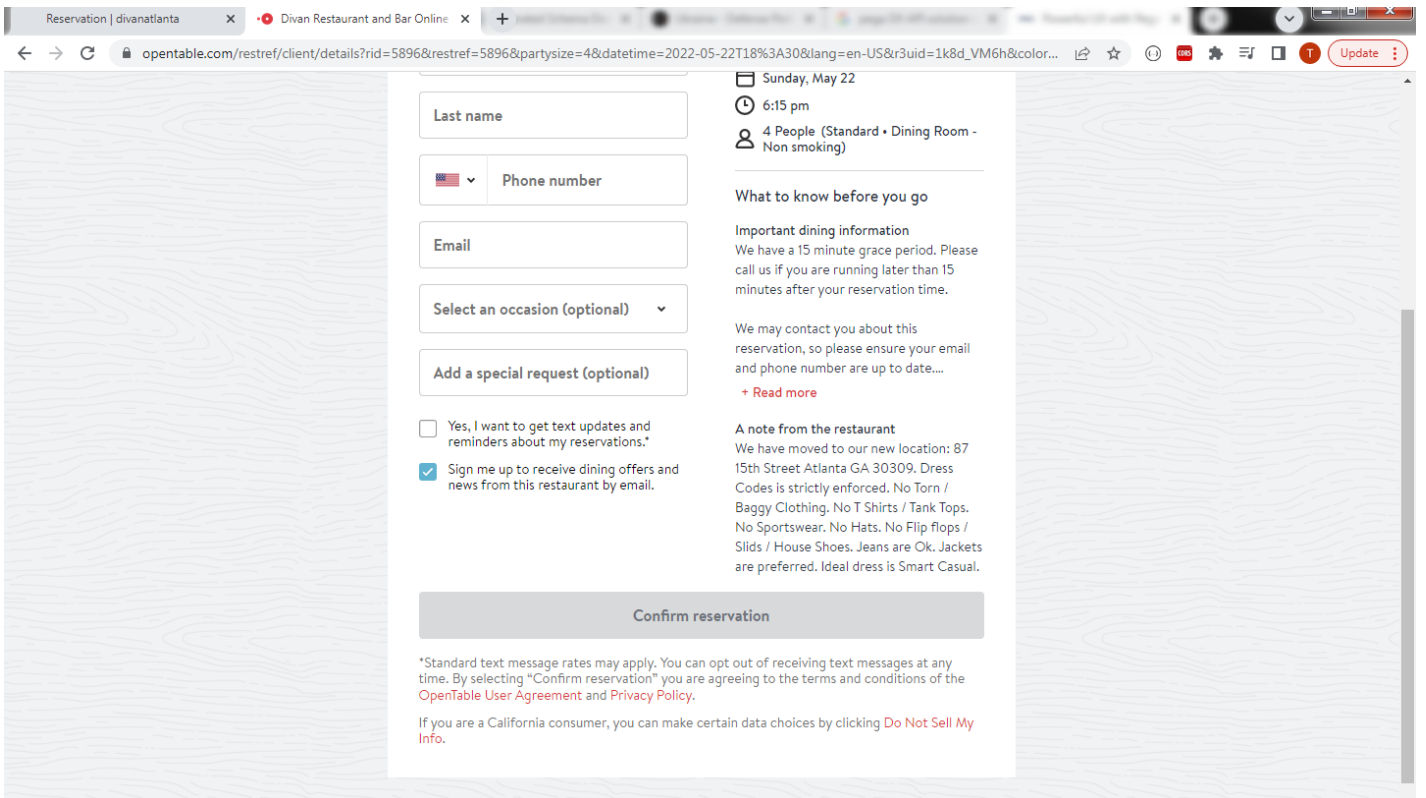 Reservation | divanatlanta
Divan Restaurant and Bar Online
opentable.com/restref/client/details?rid=5896&restref=5896&partysize=4&datetime=2022-05-22T18%3A30&lang=en-US&r3uid=1k8d_VM6h&color...
CORS
T
Update
Last name
Phone number
Email
Select an occasion (optional)
Add a special request (optional)
Yes, I want to get text updates and
reminders about my reservations.*
Sign me up to receive dining offers and
news from this restaurant by email.
Sunday, May 22
6:15 pm
4 People (Standard • Dining Room -
Non smoking)
What to know before you go
Important dining information
We have a 15 minute grace period. Please
call us if you are running later than 15
minutes after your reservation time.
We may contact you about this
reservation, so please ensure your email
and phone number are up to date....
+ Read more
A note from the restaurant
We have moved to our new location: 87
15th Street Atlanta GA 30309. Dress
Codes is strictly enforced. No Torn /
Baggy Clothing. No T Shirts / Tank Tops.
No Sportswear. No Hats. No Flip flops /
Slids / House Shoes. Jeans are Ok. Jackets
are preferred. Ideal dress is Smart Casual.
Confirm reservation
*Standard text message rates may apply. You can opt out of receiving text messages at any
time. By selecting “Confirm reservation” you are agreeing to the terms and conditions of the
OpenTable User Agreement and Privacy Policy.
If you are a California consumer, you can make certain data choices by clicking Do Not Sell My
Info.